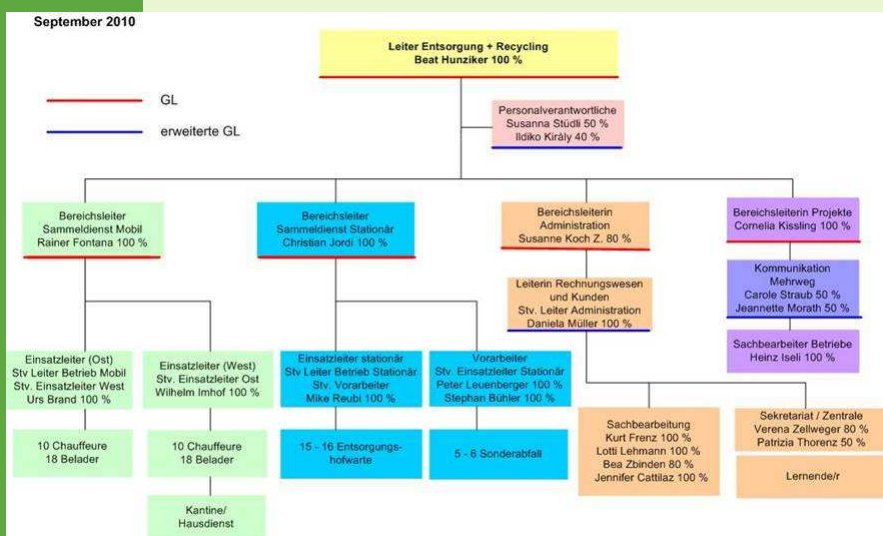 September 2010
Leiter Entsorgung + Recycling
Beat Hunziker 100 %
GL
erweiterte GL
Personalverantwortliche
Susanna Stüdli 50 %
Ildiko Király 40 %
Bereichsleiter
Sammeldienst Mobil
Rainer Fontana 100 %
Bereichsleiter
Sammeldienst Stationär
Christian Jordi 100 %
Bereichsleiterin
Administration
Susanne Koch Z. 80 %
Bereichsleiterin Projekte
Cornelia Kissling 100 %
Leiterin Rechnungswesen
und Kunden
Stv. Leiter Administration
Daniela Müller 100 %
Kommunikation
Mehrweg
Carole Straub 50 %
Jeannette Morath 50 %
Sachbearbeiter Betriebe
Heinz Iseli 100 %
Einsatzleiter (Ost)
Stv Leiter Betrieb Mobil
Stv. Einsatzleiter West
Urs Brand 100 %
Einsatzleiter (West)
Stv. Einsatzleiter Ost
Wilhelm Imhof 100 %
Einsatzleiter stationär
Stv Leiter Betrieb Stationär
Stv. Vorarbeiter
Mike Reubi 100 %
Vorarbeiter
Stv. Einsatzleiter Stationär
Peter Leuenberger 100 %
Stephan Bühler 100 %
10 Chauffeure
18 Belader
10 Chauffeure
18 Belader
15 - 16 Entsorgungs-
hofwarte
5 - 6 Sonderabfall
Sachbearbeitung
Kurt Frenz 100 %
Lotti Lehmann 100 %
Bea Zbinden 80 %
Jennifer Cattilaz 100 %
Sekretariat / Zentrale
Verena Zellweger 80 %
Patrizia Thorenz 50 %
Lernende/r
Kantine/
Hausdienst